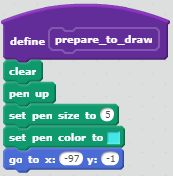 define prepare_to_draw
clear
pen up
set pen size to 5
set pen color to
go to x: -97 y: -1